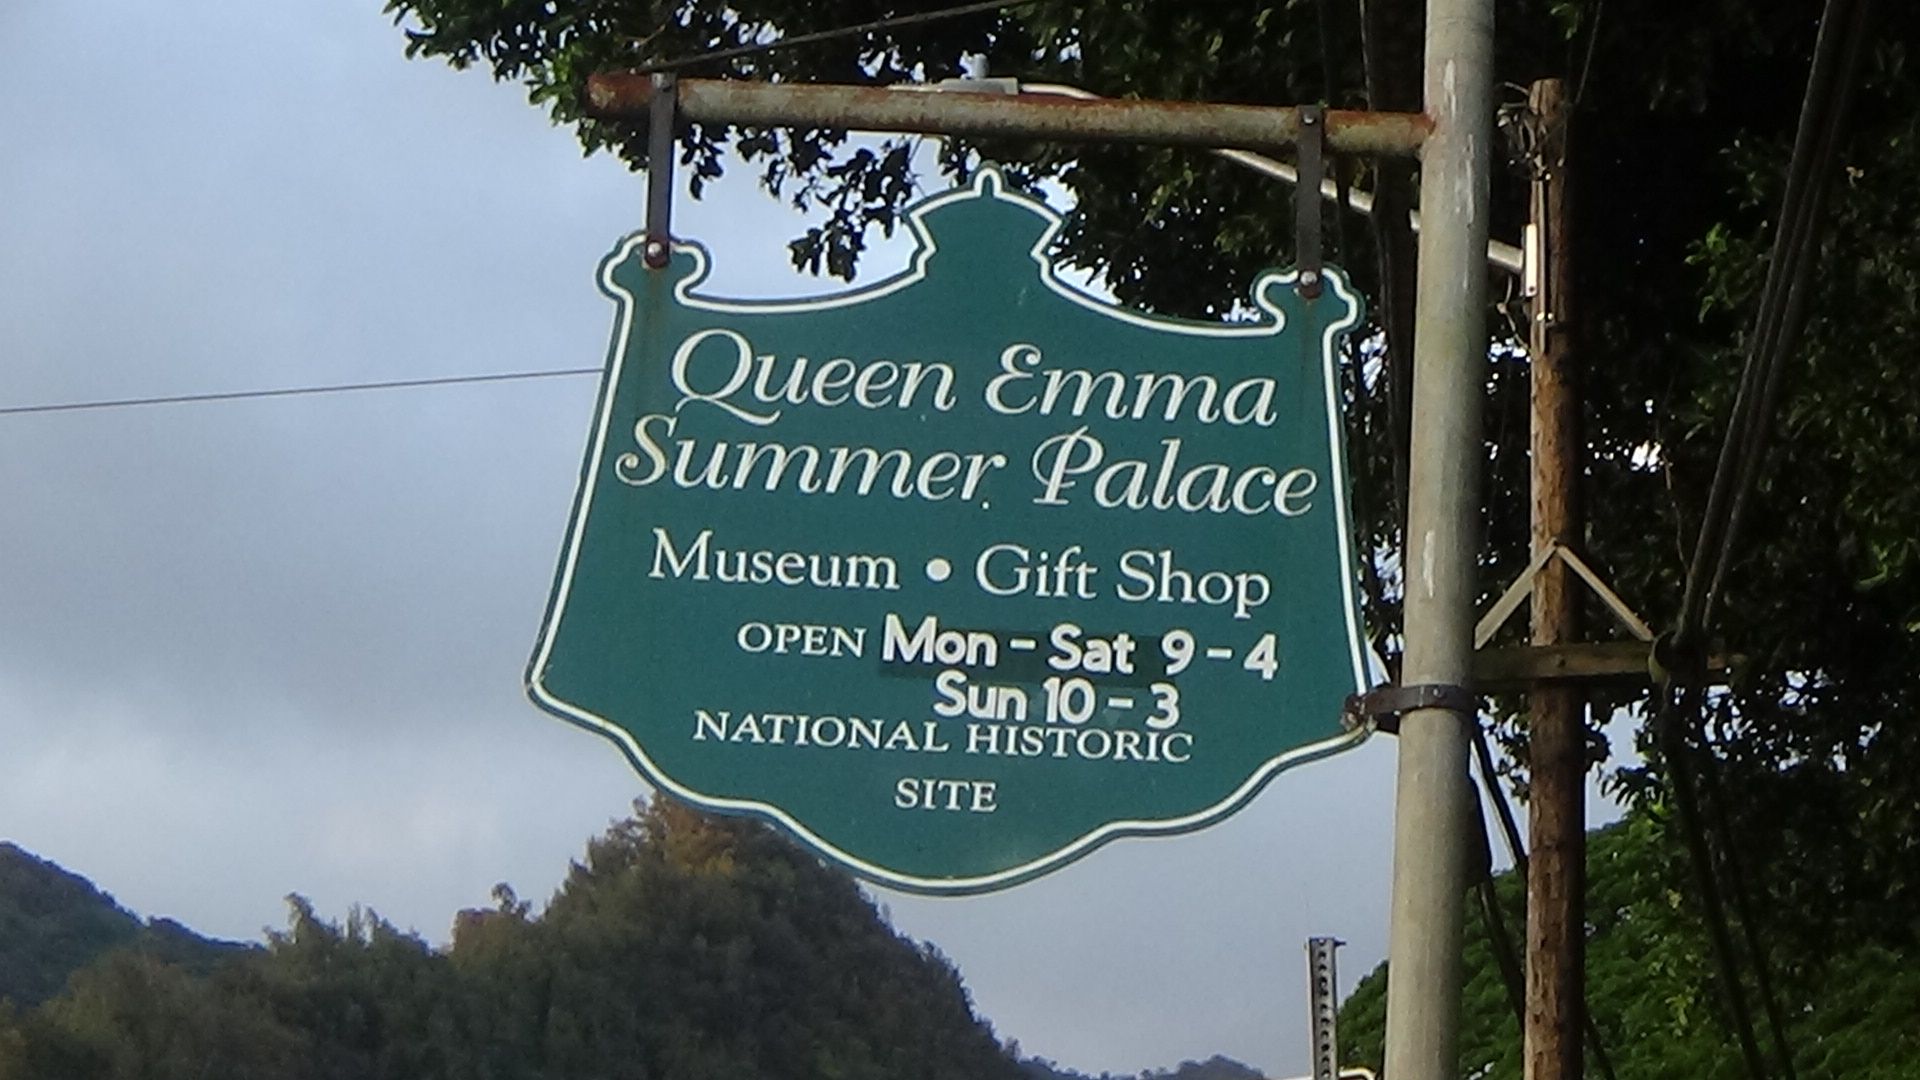 Queen Emma
Summer Palace
Museum • Gift Shop
OPEN Mon - Sat 9 - 4
Sun 10 - 3
NATIONAL HISTORIC
SITE